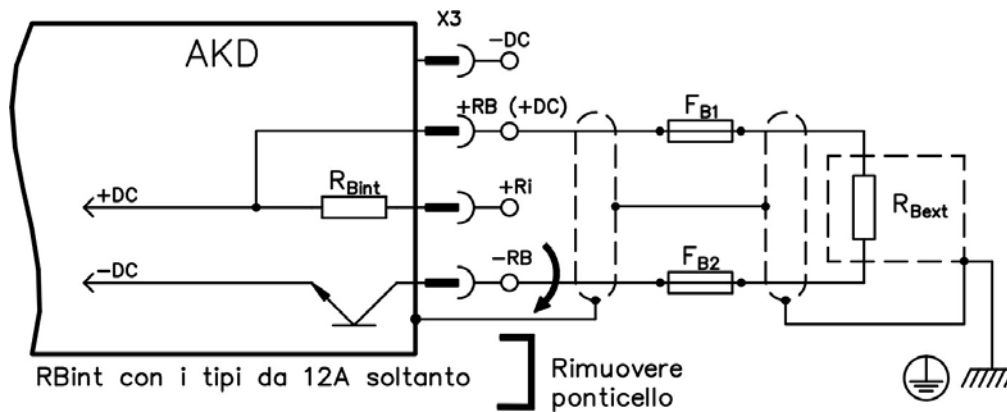 X3
AKD
-DC
+RB (+DC)
FB1
RBint
+Ri
+DC
RBext
-RB
FB2
-DC
RBint con i tipi da 12A soltanto
Rimuovere
ponticello